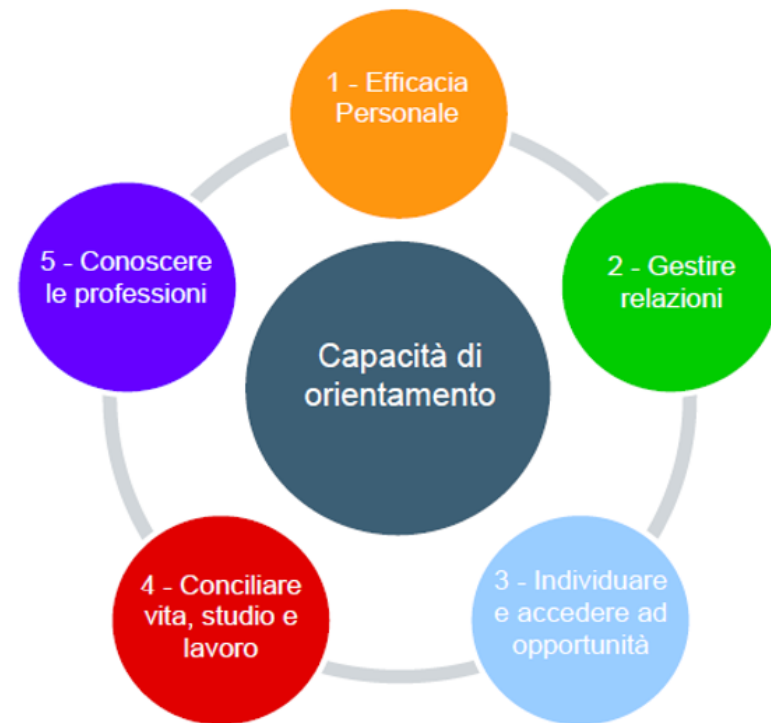 1 - Efficacia
Personale
2 - Gestire
relazioni
3 - Individuare
e accedere ad
opportunità
4 - Conciliare
vita, studio e
lavoro
5 - Conoscere
le professioni
Capacità di
orientamento